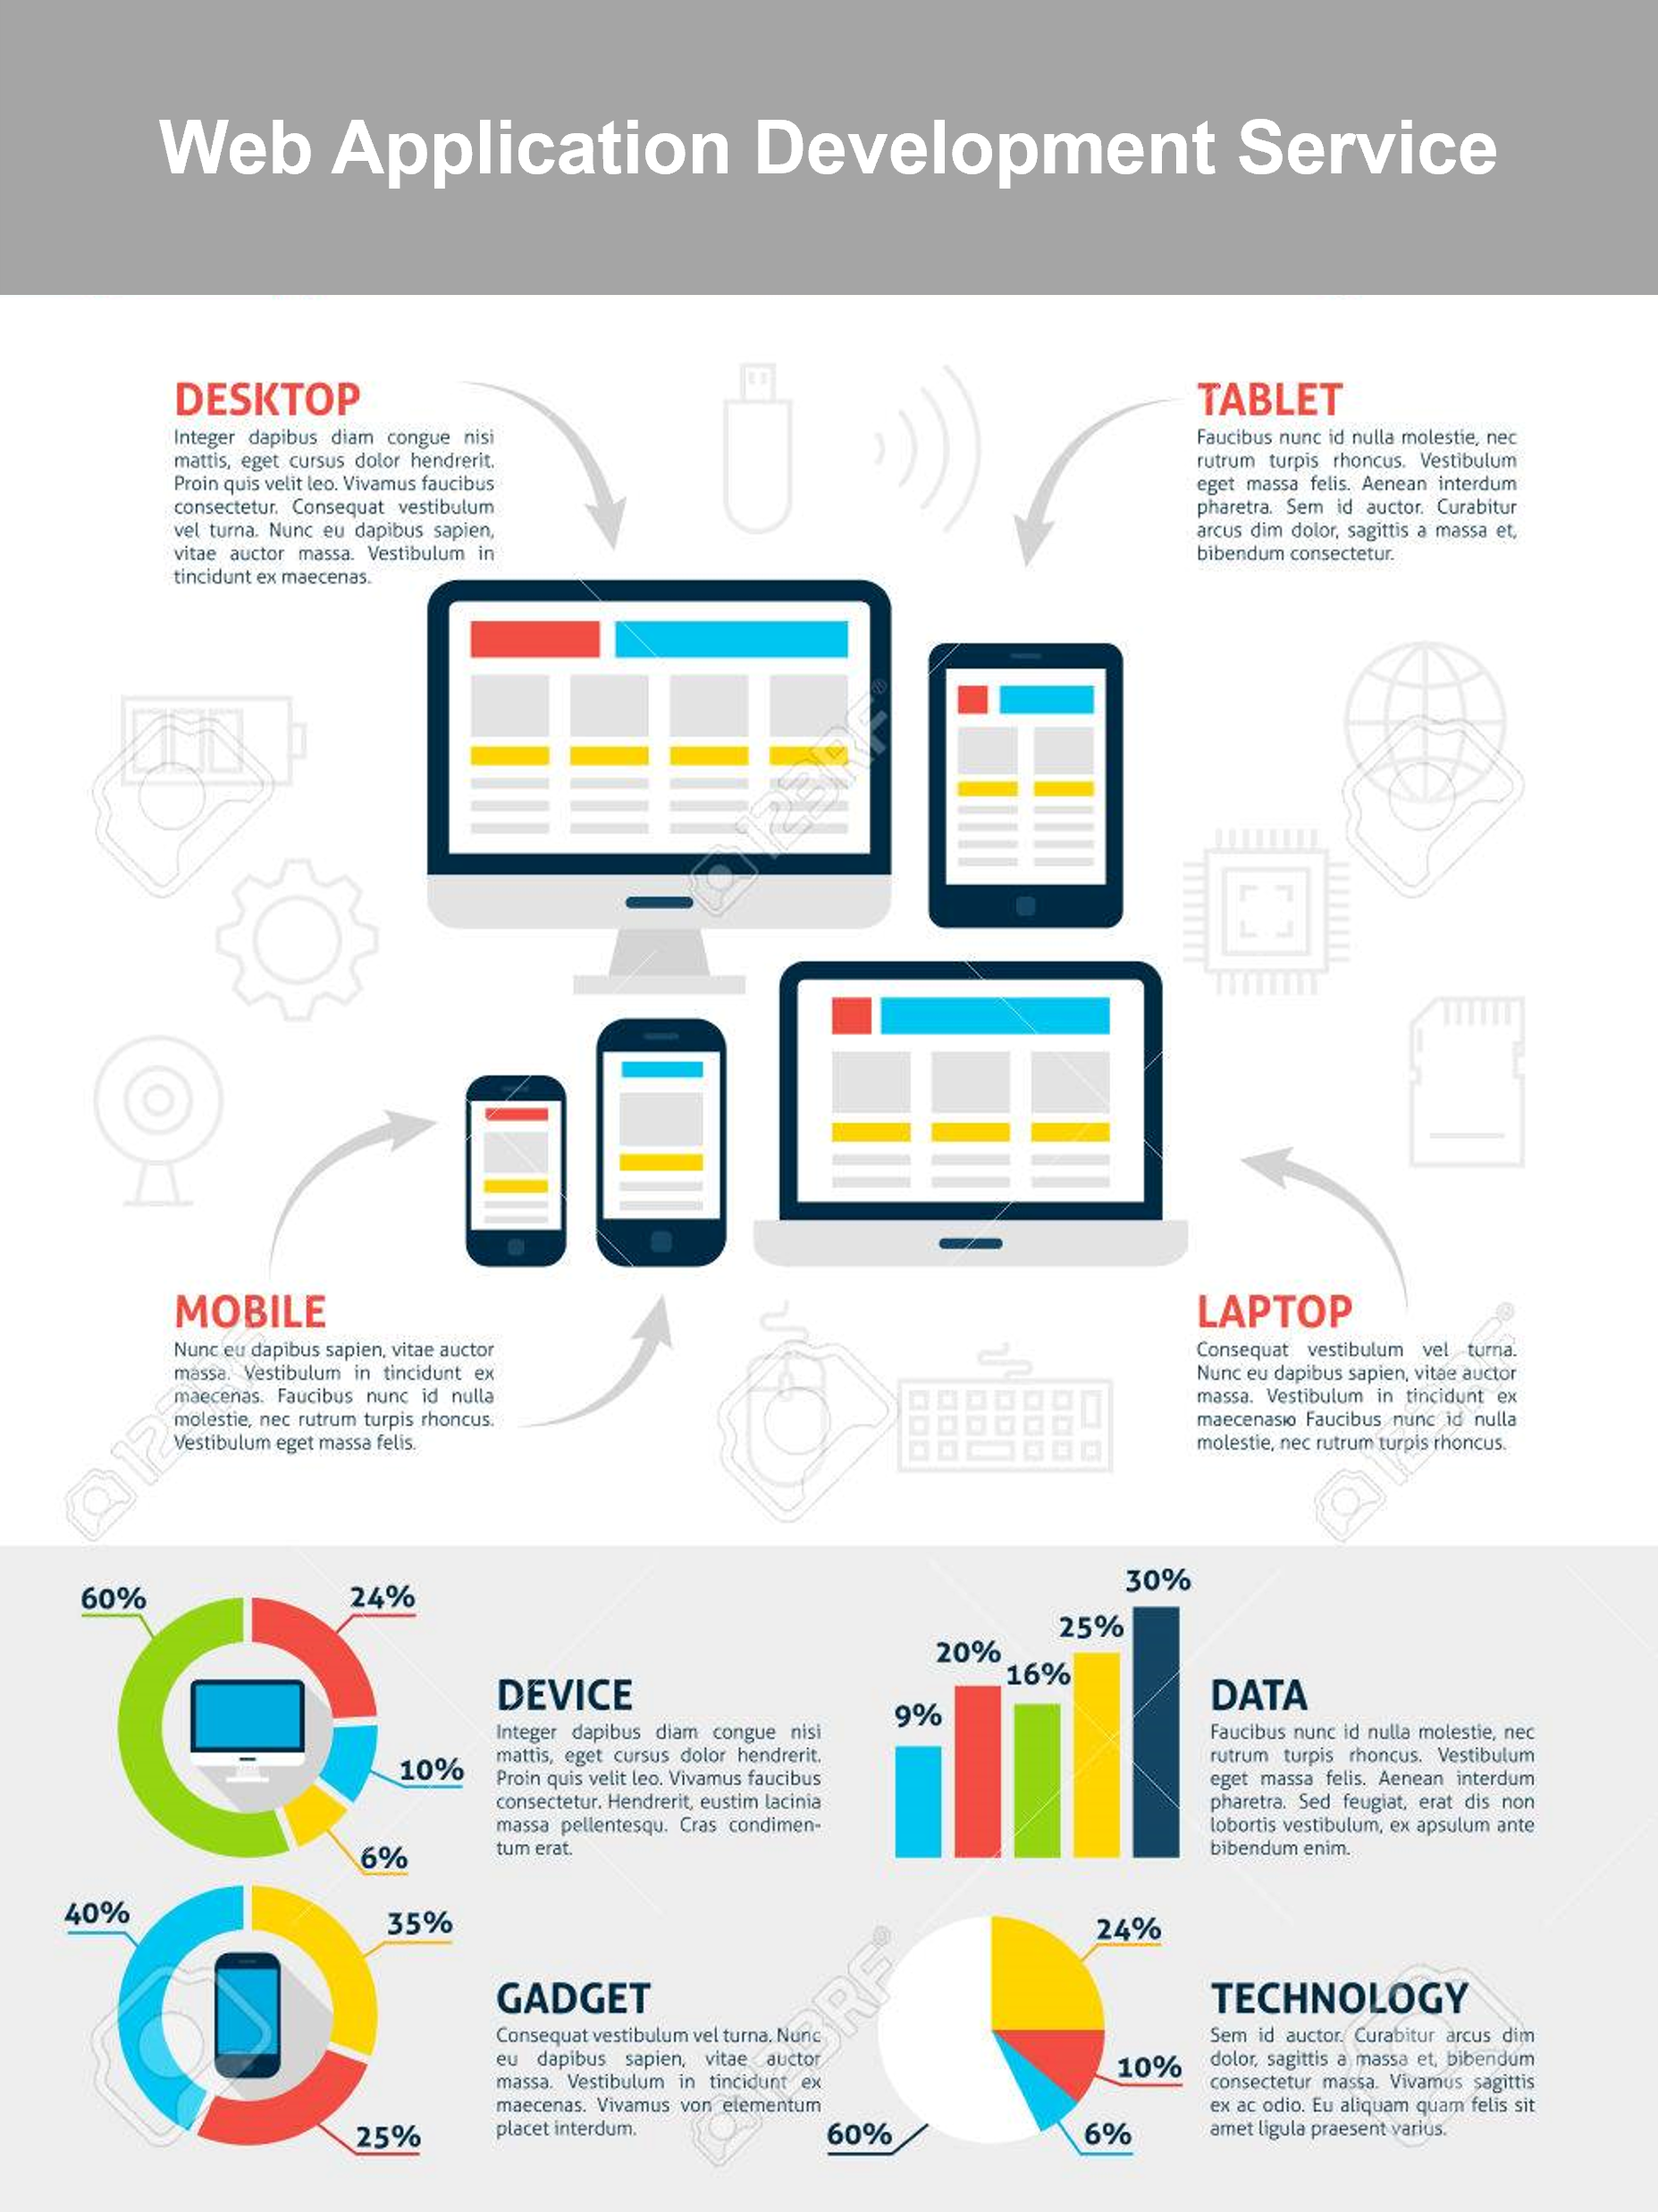 Web Application Development Service
DESKTOP
Integer dapibus diam congue nisi
mattis, eget cursus dolor hendrerit.
Proin quis velit leo. Vivamus faucibus
consectetur. Consequat vestibulum
vel turna. Nunc eu dapibus sapien,
vitae auctor massa. Vestibulum in
tincidunt ex maecenas.
TABLET
Faucibus nunc id nulla molestie, nec
rutrum turpis rhoncus. Vestibulum
eget massa felis. Aenean interdum
pharetra. Sem id auctor. Curabitur
arcus dim dolor, sagittis a massa et,
bibendum consectetur.
123RF®
MOBILE
Nunc eu dapibus sapien, vitae auctor
massa. Vestibulum in tincidunt ex
maecenas. Faucibus nunc id nulla
molestie, nec rutrum turpis rhoncus.
Vestibulum eget massa felis.
123RF
LAPTOP
Consequat vestibulum vel turna.
Nunc eu dapibus sapien, vitae auctor
massa. Vestibulum in tincidunt ex
maecenasio Faucibus nunc id nulla
molestie, nec rutrum turpis rhoncus.
123RF®
60%
24%
10%
6%
DEVICE
Integer dapibus diam congue nisi
mattis, eget cursus dolor hendrerit.
Proin quis velit leo. Vivamus faucibus
consectetur. Hendrerit, eustim lacinia
massa pellentesqu. Cras condimen-
tum erat.
9%
20%
16%
25%
30%
DATA
Faucibus nunc id nulla molestie, nec
rutrum turpis rhoncus. Vestibulum
eget massa felis. Aenean interdum
pharetra. Sed feugiat, erat dis non
lobortis vestibulum, ex apsulum ante
bibendum enim.
40%
35%
25%
GADGET
Consequat vestibulum vel turna. Nunc
eu dapibus sapien, vitae auctor
massa. Vestibulum in tincidunt ex
maecenas. Vivamus von elementum
placet interdum.
123RF®
24%
10%
6%
60%
TECHNOLOGY
Sem id auctor. Curabitur arcus dim
dolor, sagittis a massa et, bibendum
consectetur massa. Vivamus sagittis
ex ac odio. Eu aliquam quam felis sit
amet ligula praesent varius.